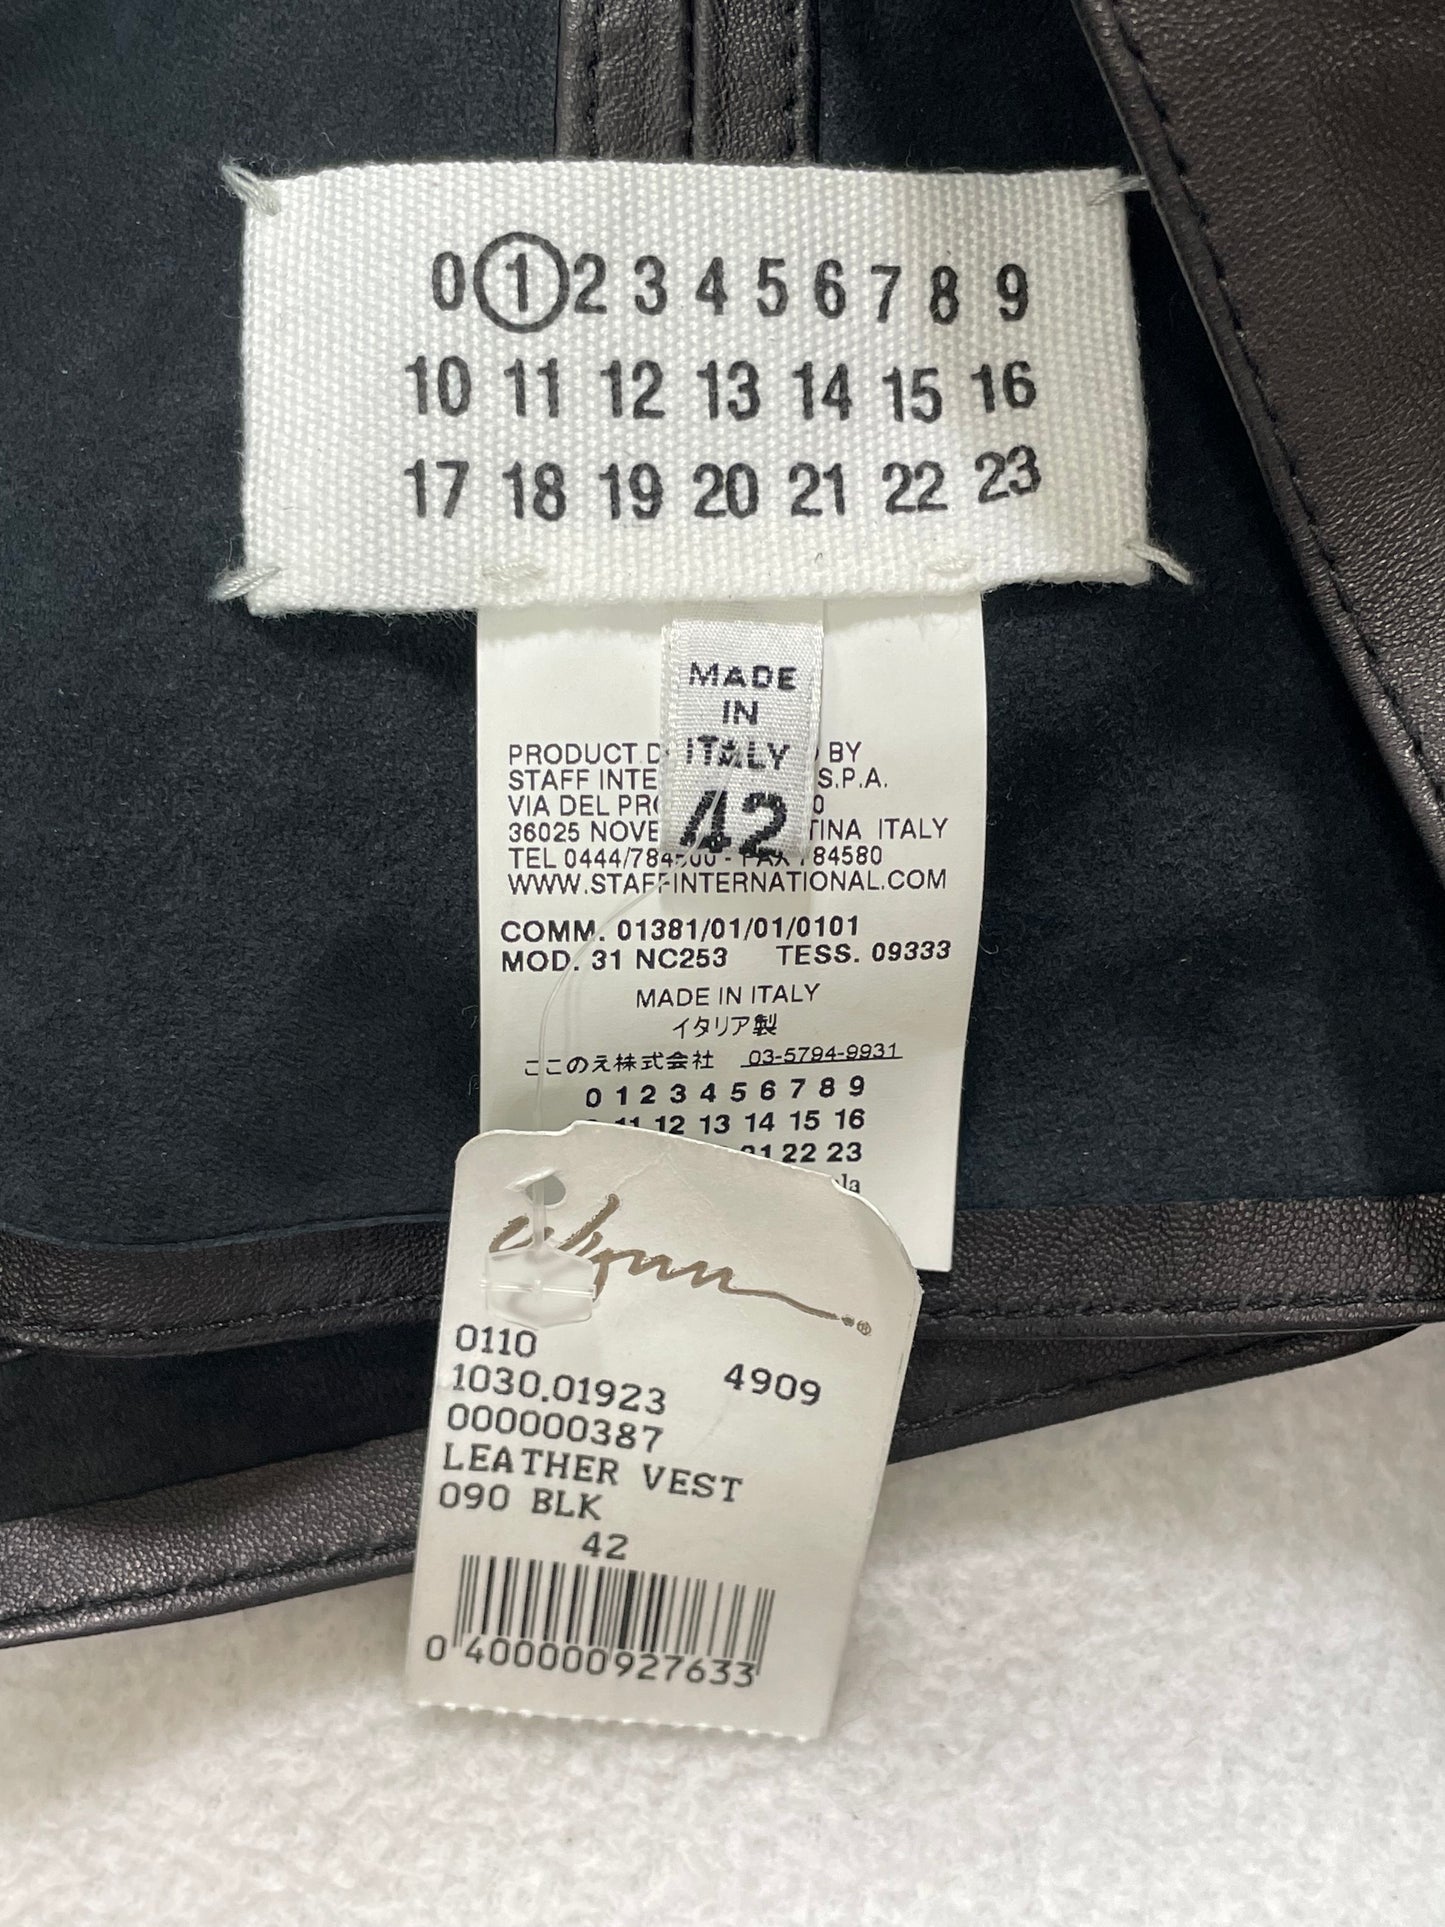 0 1 2 3 4 5 6 7 8 9
10 11 12 13 14 15 16
17 18 19 20 21 22 23
MADE
IN
ITALY
42
PRODUCT BY
STAFF S.P.A.
VIA DEL
36025 ITALY
TEL 0444/784 - FAX 784580
WWW.STAFFINTERNATIONAL.COM
COMM. 01381/01/01/0101
MOD. 31 NC253 TESS. 09333
MADE IN ITALY
イタリア製
ここのえ株式会社 03-5794-9931
0 1 2 3 4 5 6 7 8 9
11 12 13 14 15 16
21 22 23
Wynn
0110
1030.01923 4909
000000387
LEATHER VEST
090 BLK
42
0 400000 927633